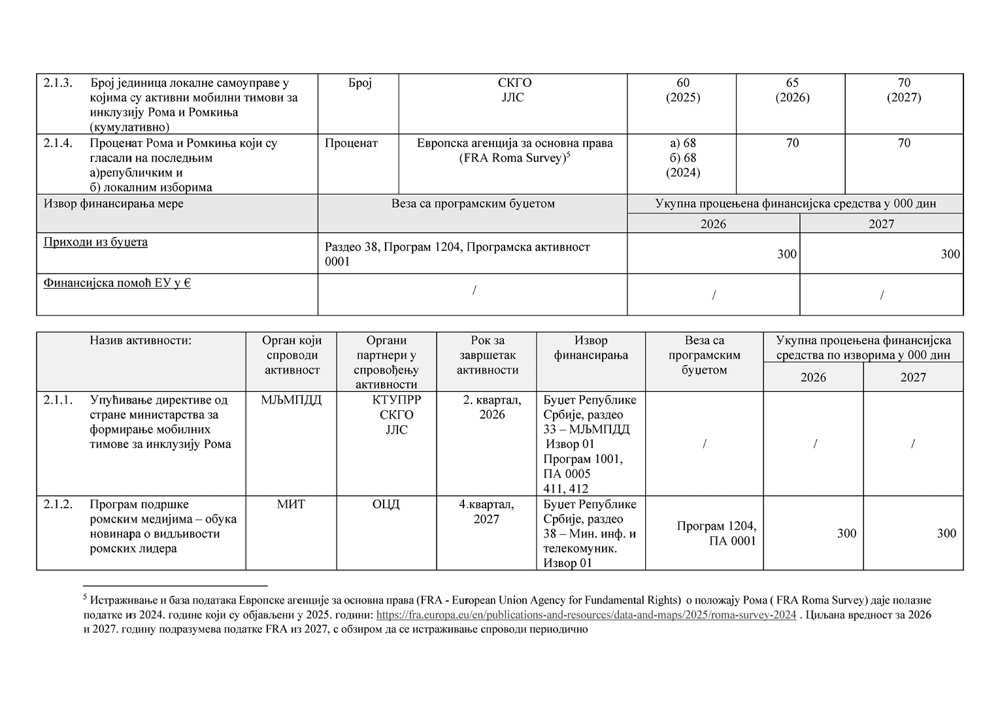 2.1.3. Број јединица локалне самоуправе у
којима су активни мобилни тимови за
инклузију Рома и Ромкиња
(кумулативно)
Број
СКГО
ЈЛС
60
(2025)
65
(2026)
70
(2027)
2.1.4. Проценат Рома и Ромкиња који су
гласали на последњим
а)републичким и
б) локалним изборима
Проценат
Европска агенција за основна права
(FRA Roma Survey)5
а) 68
б) 68
(2024)
70
70
Извор финансирања мере
Веза са програмским буџетом
Укупна процењена финансијска средства у 000 дин
2026
2027
Приходи из буџета
Раздео 38, Програм 1204, Програмска активност
0001
300
300
Финансијска помоћ ЕУ у €
/
/
/
Назив активности:
Орган који
спроводи
активност
Органи
партнери у
спровођењу
активности
Рок за
завршетак
активности
Извор
финансирања
Веза са
програмским
буџетом
Укупна процењена финансијска
средства по изворима у 000 дин
2026
2027
2.1.1. Упућивање директиве од
стране министарства за
формирање мобилних
тимове за инклузију Рома
МЉМПДД
КТУПРР
СКГО
ЈЛС
2. квартал,
2026
Буџет Републике
Србије, раздео
33 – МЉМПДД
Извор 01
Програм 1001,
ПА 0005
411, 412
/
/
/
2.1.2. Програм подршке
ромским медијима – обука
новинара о видљивости
ромских лидера
МИТ
ОЦД
4.квартал,
2027
Буџет Републике
Србије, раздео
38 – Мин. инф. и
телекомуник.
Извор 01
Програм 1204,
ПА 0001
300
300
5 Истраживање и база података Европске агенције за основна права (FRA - European Union Agency for Fundamental Rights) о положају Рома ( FRA Roma Survey) даје полазне
податке из 2024. године који су објављени у 2025. години: https://fra.europa.eu/en/publications-and-resources/data-and-maps/2025/roma-survey-2024 . Циљана вредност за 2026
и 2027. годину подразумева податке FRA из 2027, с обзиром да се истраживање спроводи периодично